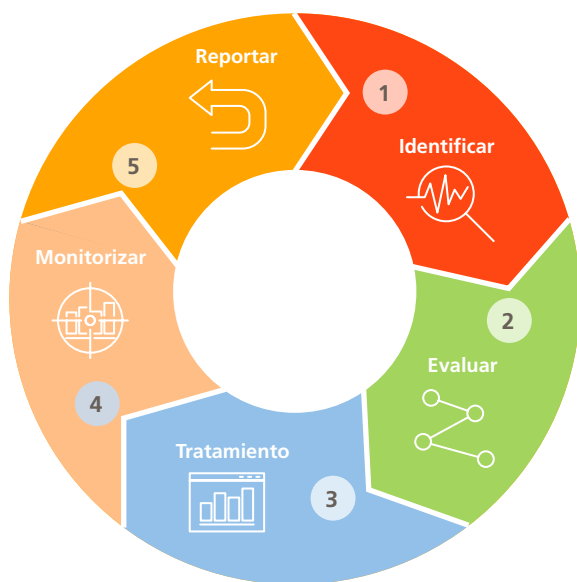 1
Identificar
2
Evaluar
3
Tratamiento
4
Monitorizar
5
Reportar